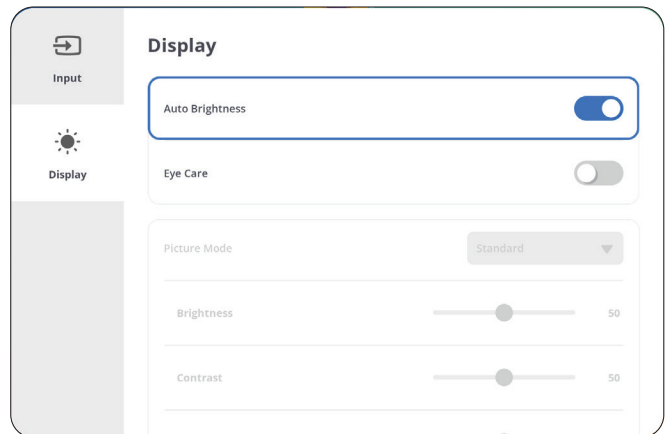 Display
Input
Auto Brightness
Display
Eye Care
Picture Mode
Standard
Brightness
50
Contrast
50